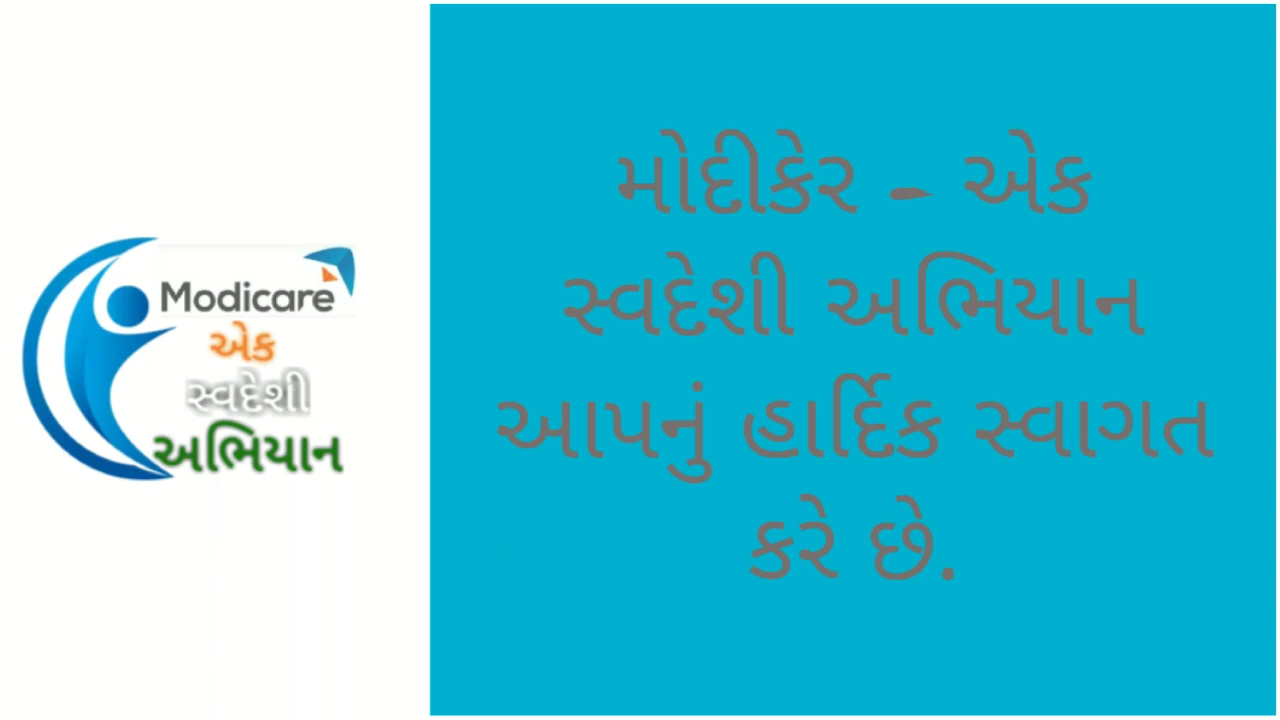 Modicare
એક
સ્વદેશી
અભિયાન
મોદીકેર - એક
સ્વદેશી અભિયાન
આપનું હાર્દિક સ્વાગત
કરે છે.